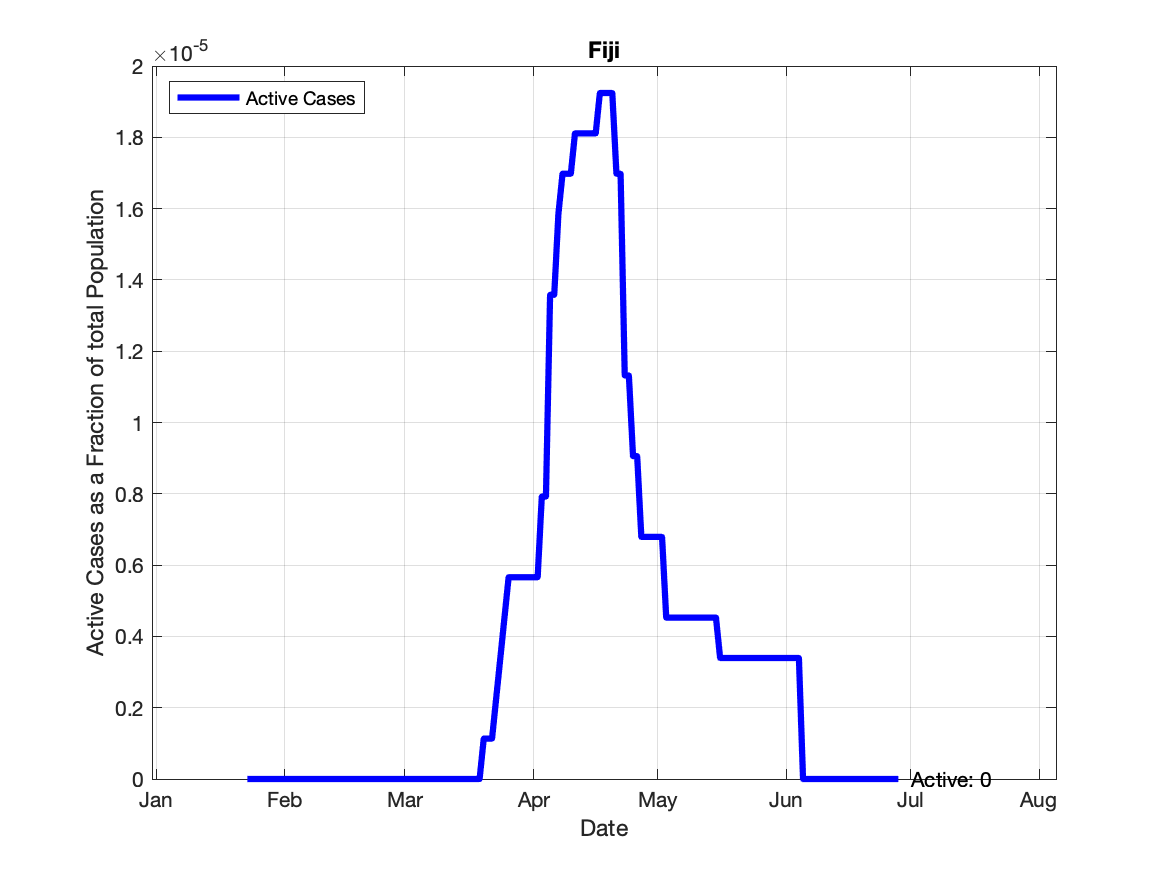 Fiji
×10-5
Active Cases
2
1.8
1.6
1.4
1.2
1
0.8
0.6
0.4
0.2
0
Active Cases as a Fraction of total Population
Active: 0
Jan Feb Mar Apr May Jun Jul Aug
Date